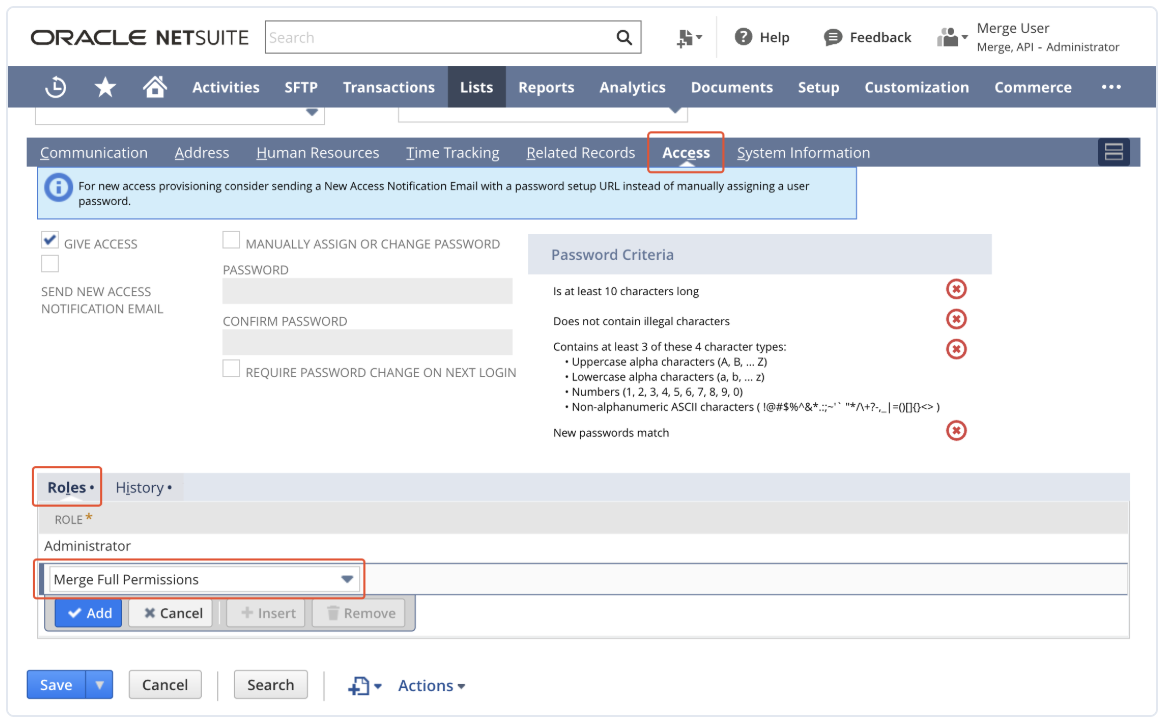 ORACLE NETSUITE
Search
Help
Feedback
Merge User
Merge, API - Administrator
Activities SFTP Transactions Lists Reports Analytics Documents Setup Customization Commerce •••
Communication Address Human Resources Time Tracking Related Records Access System Information
For new access provisioning consider sending a New Access Notification Email with a password setup URL instead of manually assigning a user
password.
GIVE ACCESS
SEND NEW ACCESS
NOTIFICATION EMAIL
MANUALLY ASSIGN OR CHANGE PASSWORD
PASSWORD
CONFIRM PASSWORD
REQUIRE PASSWORD CHANGE ON NEXT LOGIN
Password Criteria
Is at least 10 characters long
Does not contain illegal characters
Contains at least 3 of these 4 character types:
• Uppercase alpha characters (A, B, ... Z)
• Lowercase alpha characters (a, b, ... z)
• Numbers (1, 2, 3, 4, 5, 6, 7, 8, 9, 0)
• Non-alphanumeric ASCII characters ( !@#$%^&*.:;~'` "*/\+?-,_|=()[]{}<> )
New passwords match
Roles • History •
ROLE *
Administrator
Merge Full Permissions
Add Cancel Insert Remove
Save Cancel Search Actions